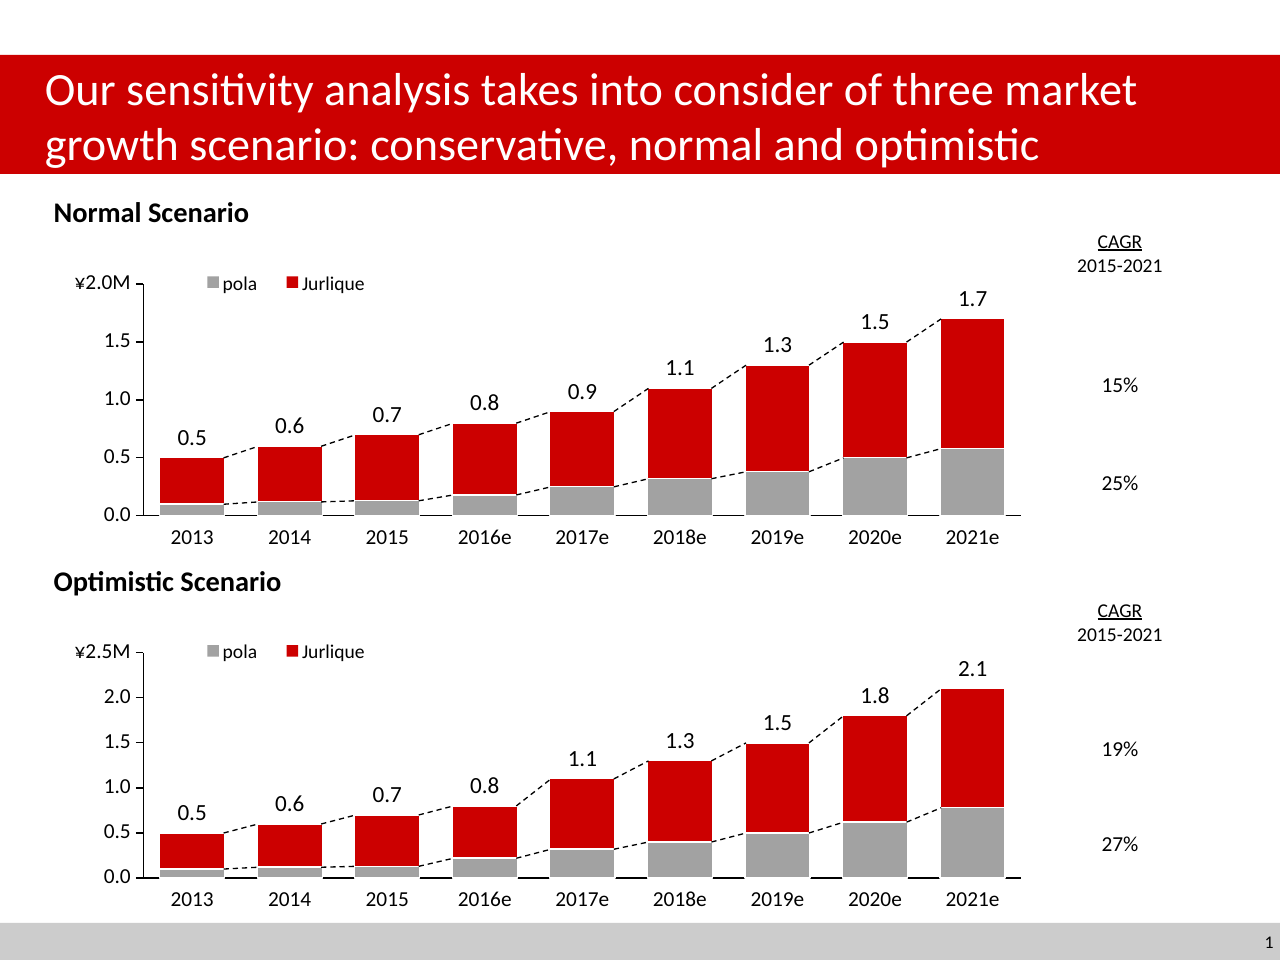 Our sensitivity analysis takes into consider of three market
growth scenario: conservative, normal and optimistic
Normal Scenario
CAGR
2015-2021
¥2.0M
pola
Jurlique
1.5
1.0
0.5
0.0
0.5
0.6
0.7
0.8
0.9
1.1
1.3
1.5
1.7
15%
25%
2013
2014
2015
2016e
2017e
2018e
2019e
2020e
2021e
Optimistic Scenario
CAGR
2015-2021
¥2.5M
pola
Jurlique
2.0
1.5
1.0
0.5
0.0
0.5
0.6
0.7
0.8
1.1
1.3
1.5
1.8
2.1
19%
27%
2013
2014
2015
2016e
2017e
2018e
2019e
2020e
2021e
1